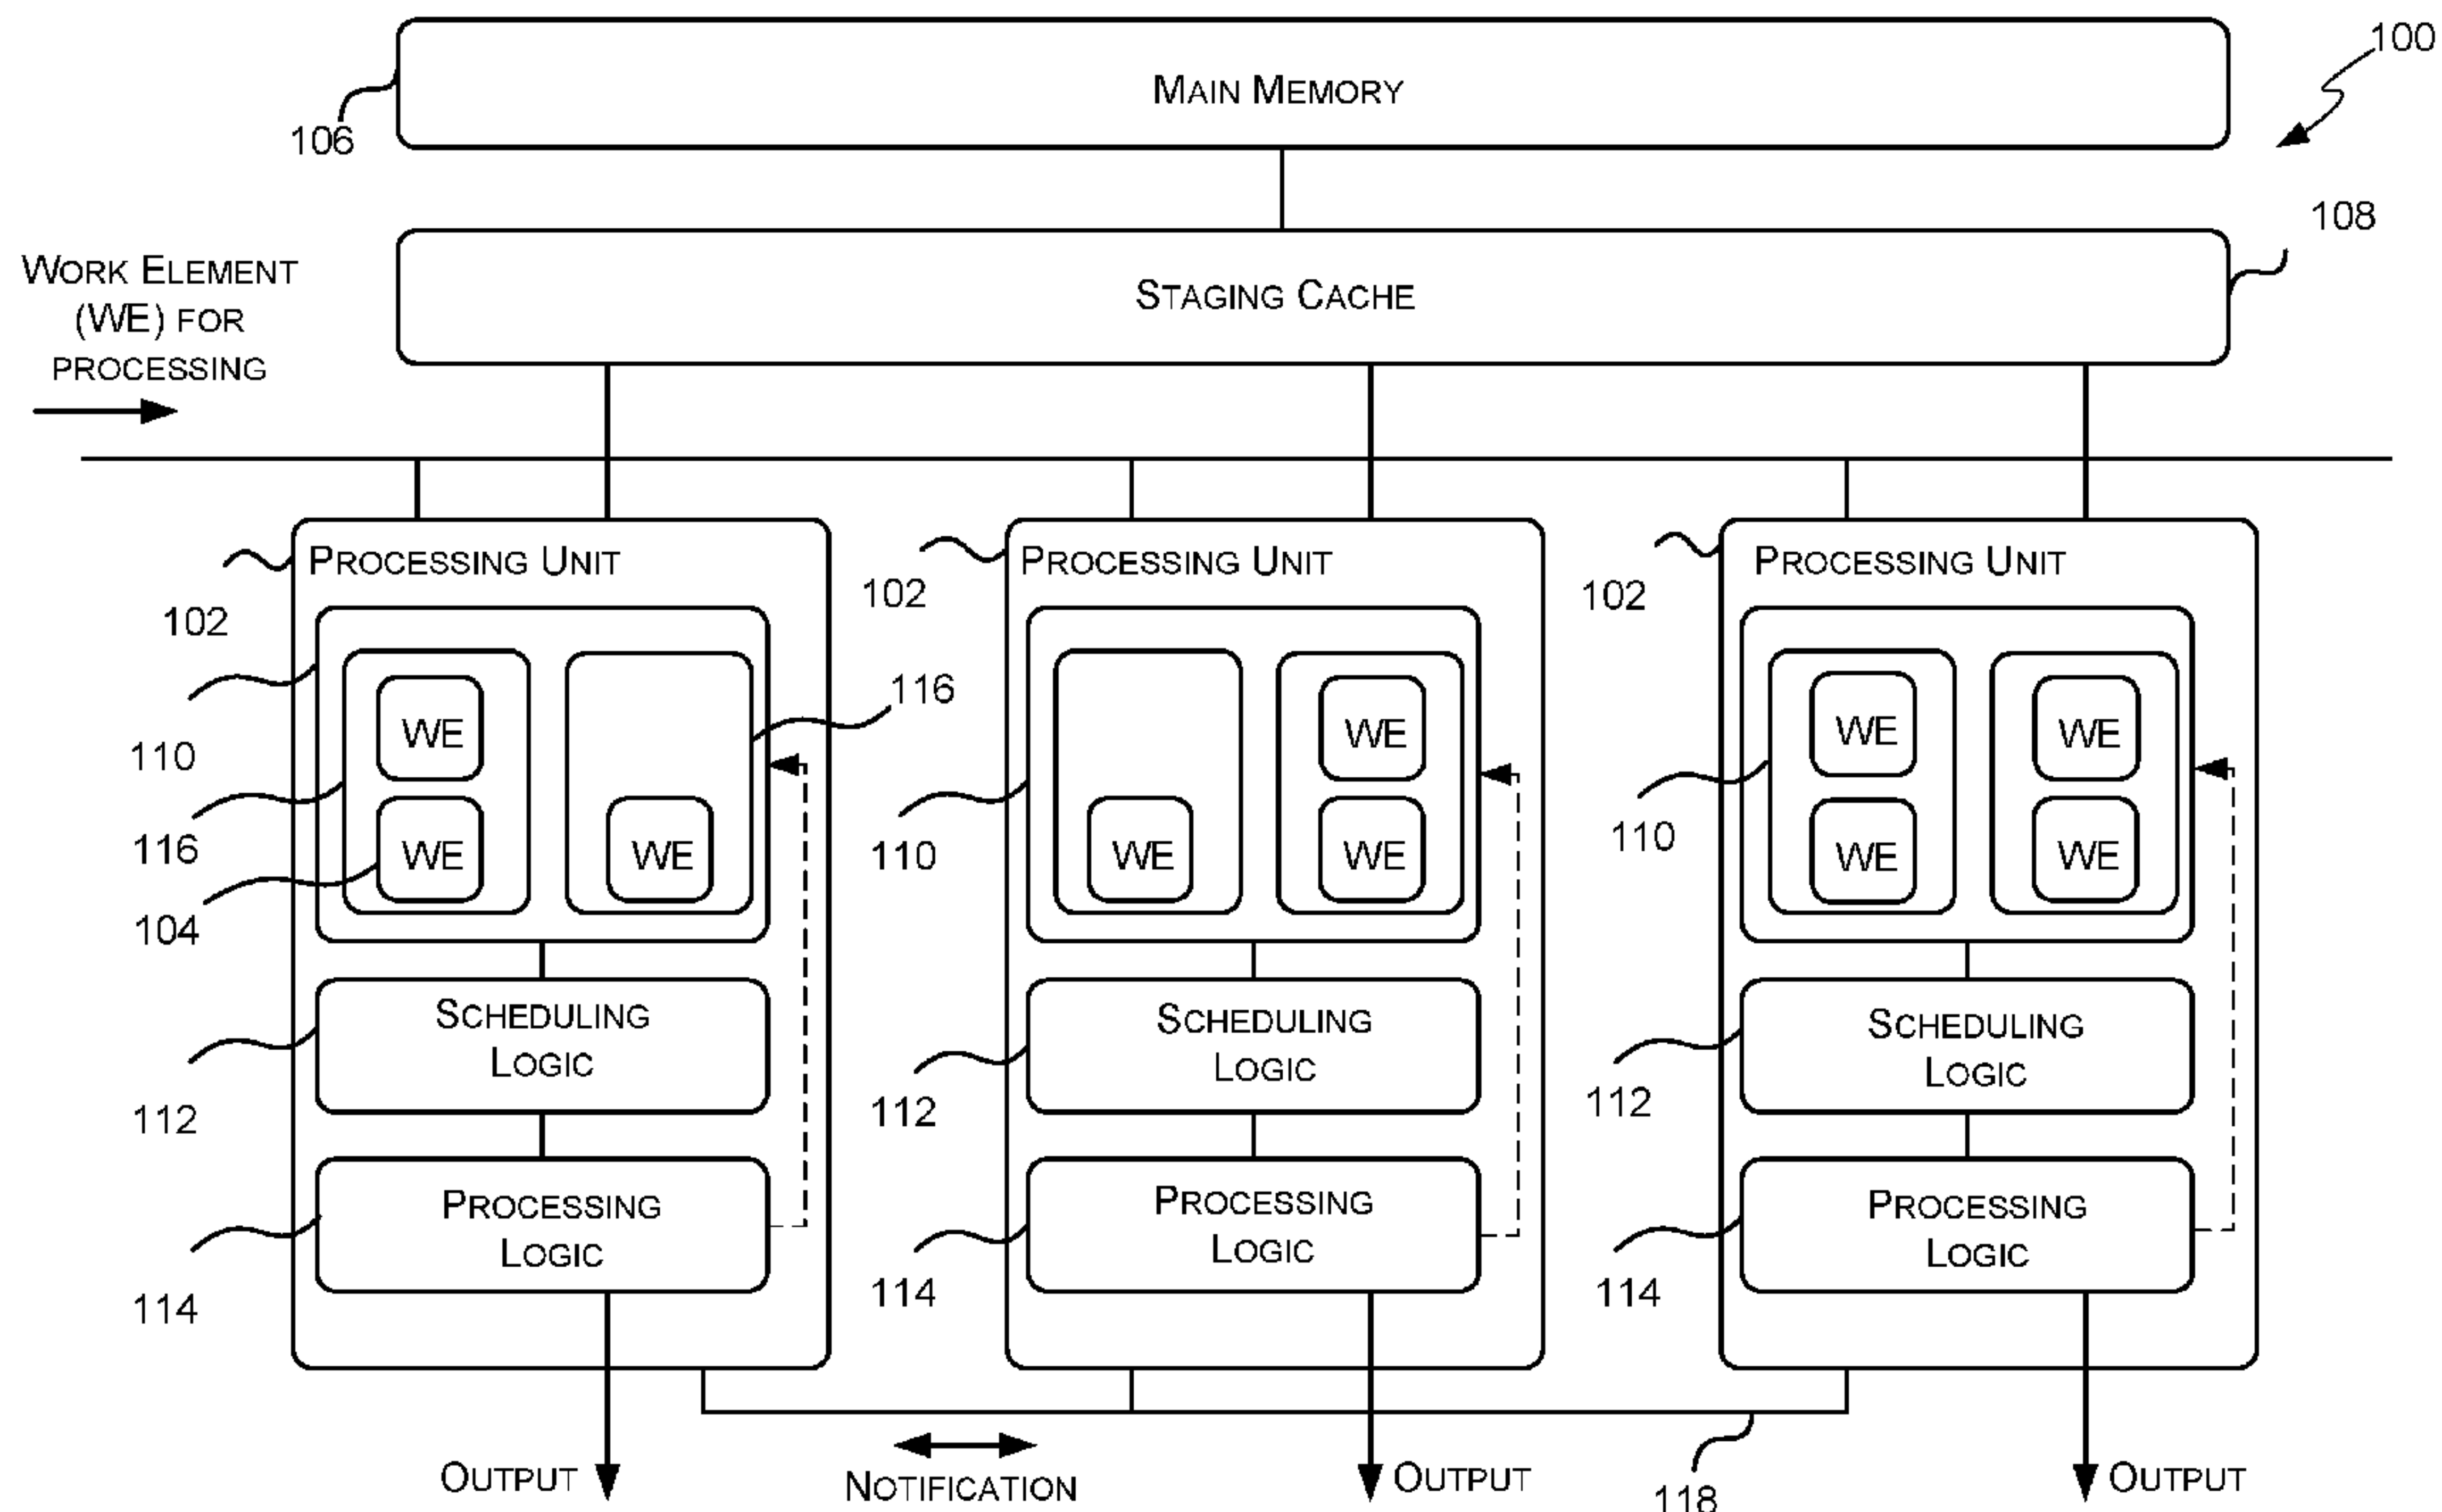 100
MAIN MEMORY
106
108
WORK ELEMENT
(WE) FOR
PROCESSING
STAGING CACHE
PROCESSING UNIT
PROCESSING UNIT
PROCESSING UNIT
102
102
102
116
WE
WE
WE
WE
110
116
WE
WE
WE
WE
WE
WE
110
110
104
SCHEDULING
LOGIC
SCHEDULING
LOGIC
SCHEDULING
LOGIC
112
112
112
PROCESSING
LOGIC
PROCESSING
LOGIC
PROCESSING
LOGIC
114
114
114
OUTPUT
NOTIFICATION
OUTPUT
118
OUTPUT